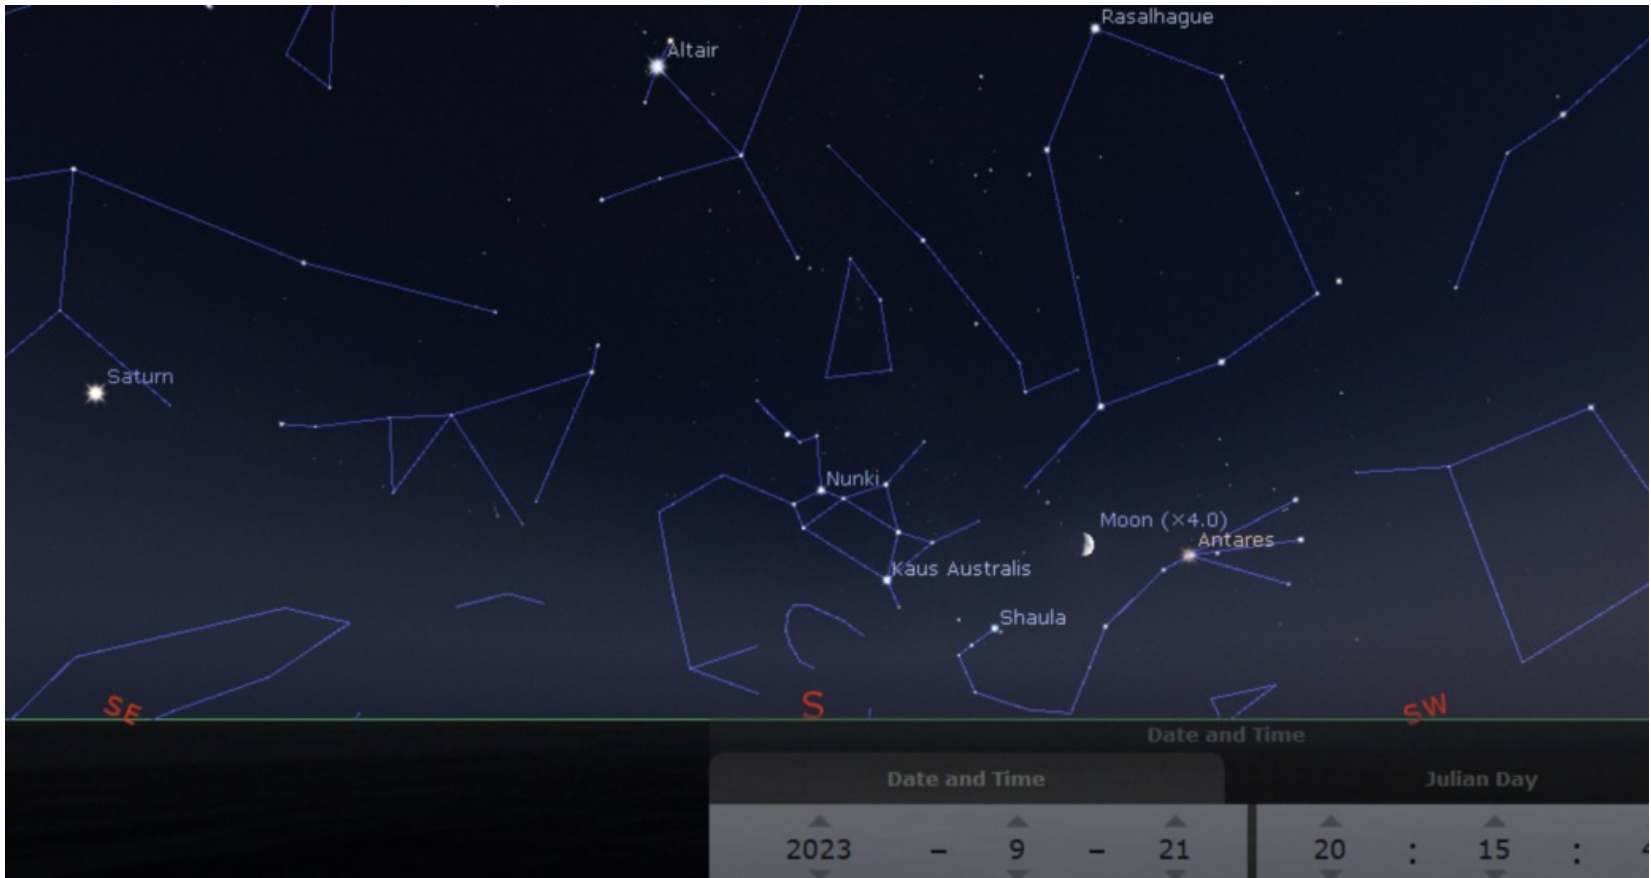 Rasalhague
Altair
Saturn
Nunki
Moon (×4.0)
Antares
Kaus Australis
Shaula
SE
S
SW
Date and Time
Date and Time
Julian Day
2023 – 9 – 21
20 : 15 :